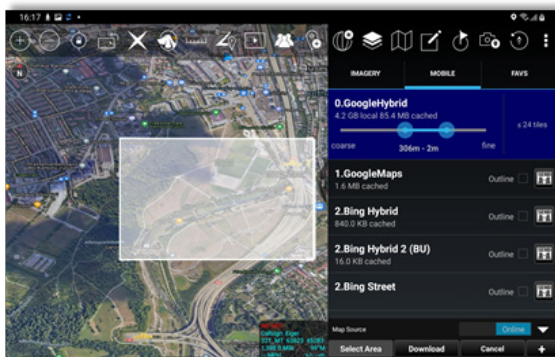 16:17
N
IMAGERY
MOBILE
FAVS
0.GoogleHybrid
4.2 GB local 85.4 MB cached
≤ 24 tiles
coarse
306m - 2m
fine
1.GoogleMaps
1.6 MB cached
Outline
2.Bing Hybrid
840.0 KB cached
Outline
2.Bing Hybrid 2 (BU)
16.0 KB cached
Outline
2.Bing Street
Outline
Map Source
Online
Callsign: Eiger
Select Area
Download
Cancel